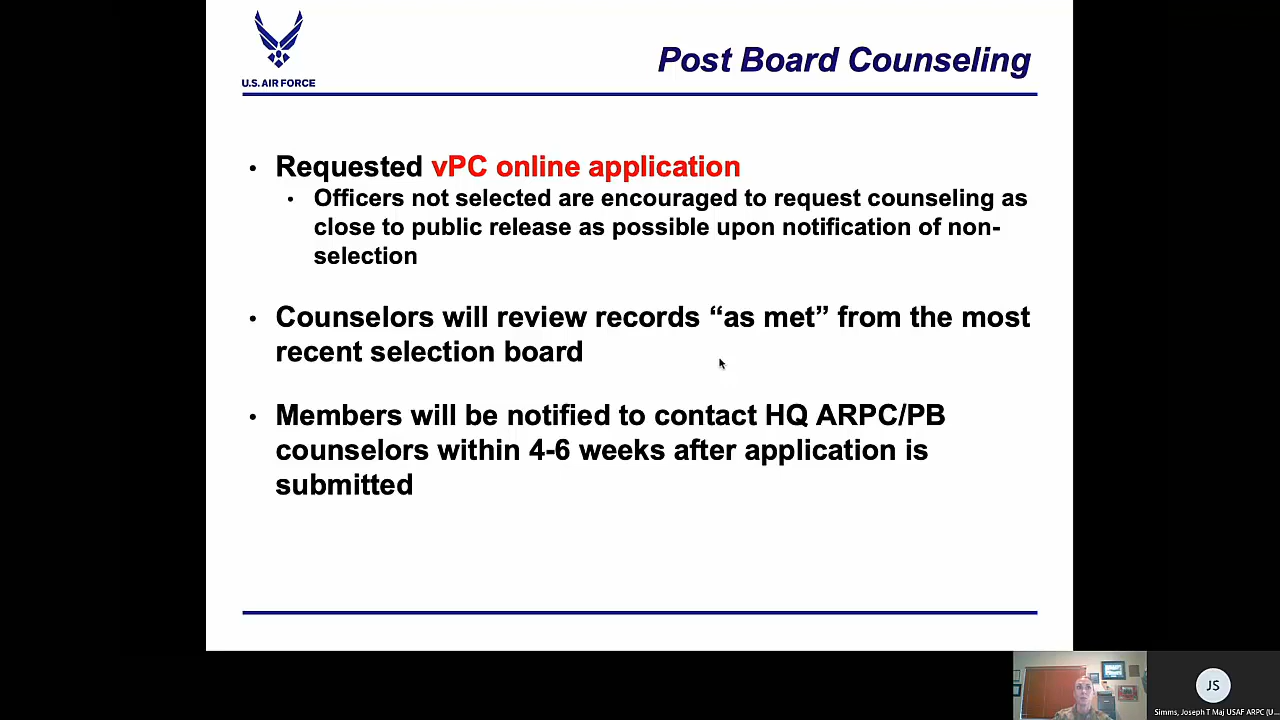 U.S. AIR FORCE
Post Board Counseling
• Requested vPC online application
• Officers not selected are encouraged to request counseling as
close to public release as possible upon notification of non-
selection
• Counselors will review records “as met” from the most
recent selection board
• Members will be notified to contact HQ ARPC/PB
counselors within 4-6 weeks after application is
submitted
JS
Simms, Joseph T Maj USAF ARPC (U...